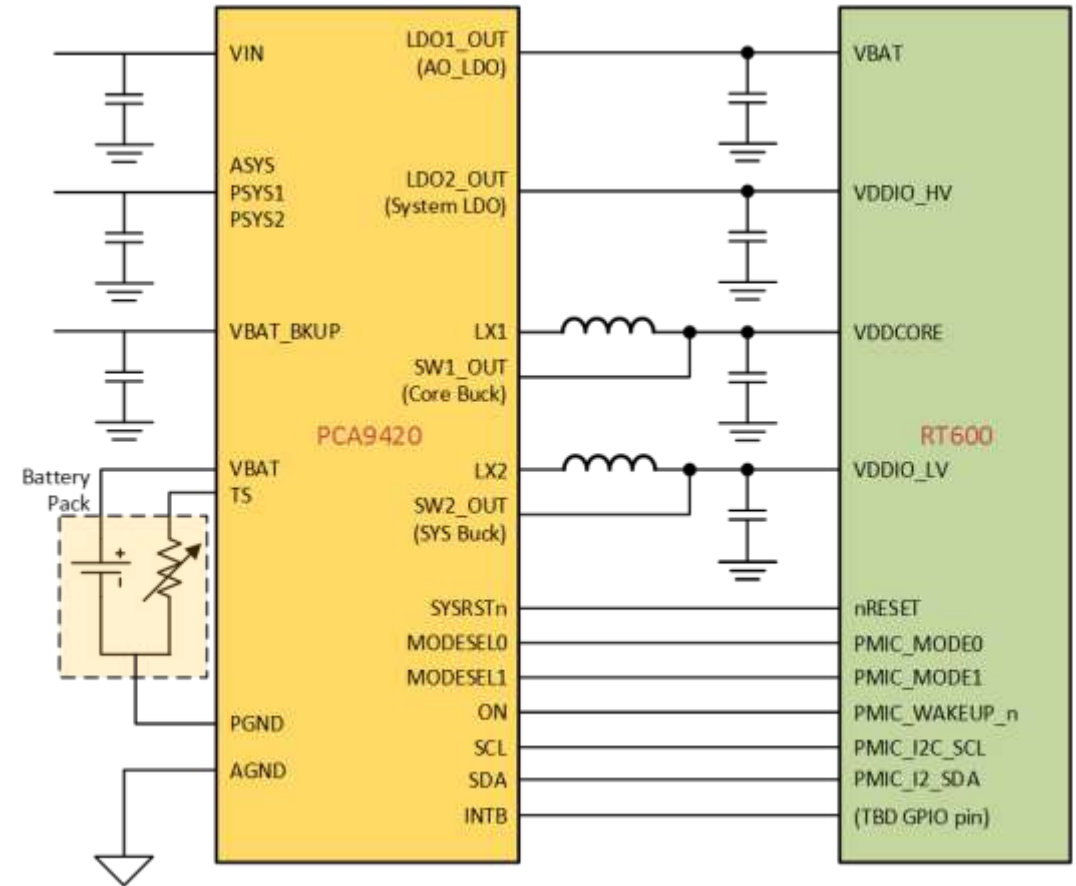 VIN
ASYS
PSYS1
PSYS2
VBAT_BKUP
VBAT
TS
PGND
AGND
Battery
Pack
+
-
PCA9420
LDO1_OUT
(AO_LDO)
LDO2_OUT
(System LDO)
LX1
SW1_OUT
(Core Buck)
LX2
SW2_OUT
(SYS Buck)
SYSRSTn
MODESEL0
MODESEL1
ON
SCL
SDA
INTB
VBAT
VDDIO_HV
VDDCORE
RT600
VDDIO_LV
nRESET
PMIC_MODE0
PMIC_MODE1
PMIC_WAKEUP_n
PMIC_I2C_SCL
PMIC_I2_SDA
(TBD GPIO pin)